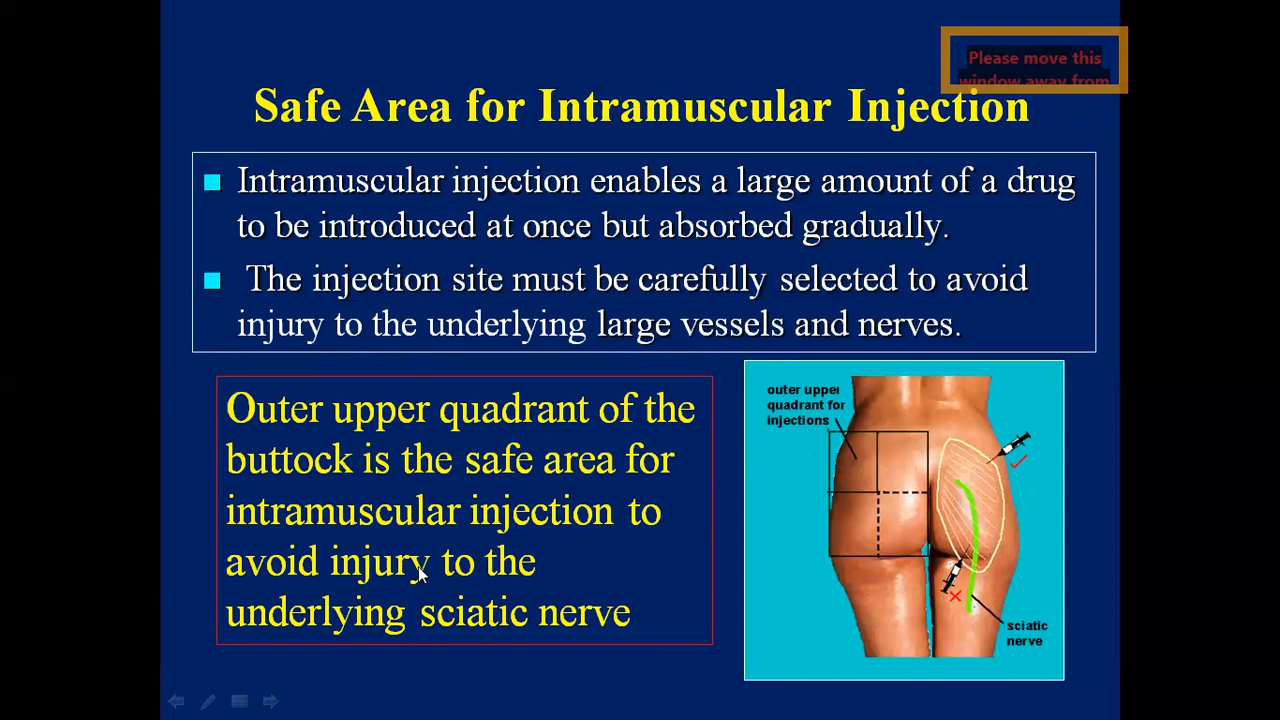 Please move this
window away from
Safe Area for Intramuscular Injection
Intramuscular injection enables a large amount of a drug
to be introduced at once but absorbed gradually.
The injection site must be carefully selected to avoid
injury to the underlying large vessels and nerves.
Outer upper quadrant of the
buttock is the safe area for
intramuscular injection to
avoid injury to the
underlying sciatic nerve
outer upper
quadrant for
injections
sciatic
nerve